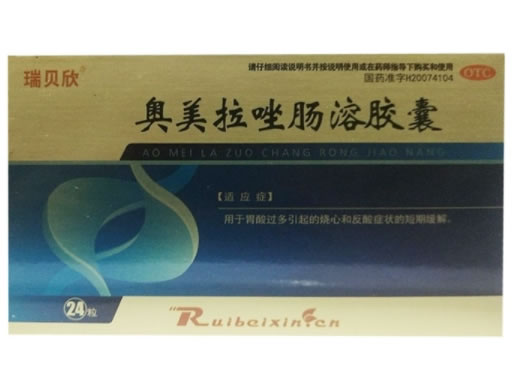 瑞贝欣
请仔细阅读说明书并按说明使用或在药师指导下购买和使用
国药准字H20074104
OTC
奥美拉唑肠溶胶囊
AO MEI LA ZUO CHANG RONG JIAO NANG
【适应症】
用于胃酸过多引起的烧心和反酸症状的短期缓解。
24粒
Ruibeixin.cn